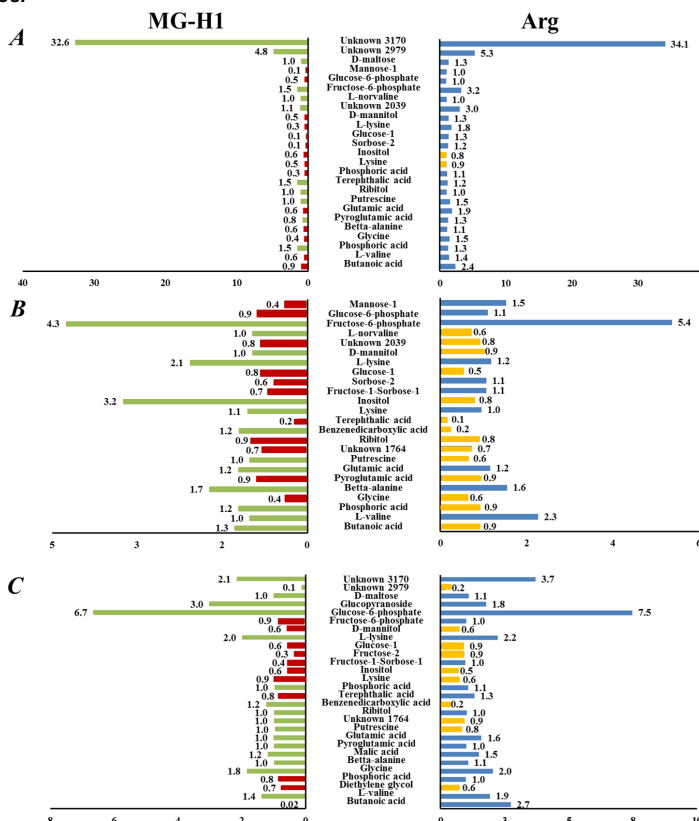 MG-H1 Arg
A
32.6 Unknown 3170 34.1
4.8 Unknown 2979 5.3
1.0 D-maltose 1.3
0.1 Mannose-1 1.0
0.5 Glucose-6-phosphate 1.0
1.5 Fructose-6-phosphate 3.2
1.0 L-norvaline 1.0
1.1 Unknown 2039 3.0
0.5 D-mannitol 1.3
0.3 L-lysine 1.8
0.1 Glucose-1 1.3
0.1 Sorbose-2 1.2
0.6 Inositol 0.8
0.5 Lysine 0.9
0.3 Phosphoric acid 1.1
1.5 Terephthalic acid 1.2
1.0 Ribitol 1.0
1.0 Putrescine 1.5
0.6 Glutamic acid 1.9
0.8 Pyroglutamic acid 1.3
0.6 Betta-alanine 1.1
0.4 Glycine 1.5
1.5 Phosphoric acid 1.3
0.6 L-valine 1.4
0.9 Butanoic acid 2.4
40 30 20 10 0 0 10 20 30
B
0.4 Mannose-1 1.5
0.9 Glucose-6-phosphate 1.1
4.3 Fructose-6-phosphate 5.4
1.0 L-norvaline 0.6
0.8 Unknown 2039 0.8
1.0 D-mannitol 0.9
2.1 L-lysine 1.2
0.8 Glucose-1 0.5
0.6 Sorbose-2 1.1
0.7 Fructose-1-Sorbose-1 1.1
3.2 Inositol 0.8
1.1 Lysine 1.0
0.2 Terephthalic acid 0.1
1.2 Benzenedicarboxylic acid 0.2
0.9 Ribitol 0.8
0.7 Unknown 1764 0.7
1.0 Putrescine 0.6
1.2 Glutamic acid 1.2
0.9 Pyroglutamic acid 0.9
1.7 Betta-alanine 1.6
0.4 Glycine 0.6
1.2 Phosphoric acid 0.9
1.0 L-valine 2.3
1.3 Butanoic acid 0.9
5 3 2 0 0 2 4 6
C
2.1 Unknown 3170 3.7
0.1 Unknown 2979 0.2
1.0 D-maltose 1.1
3.0 Glucopyranoside 1.8
6.7 Glucose-6-phosphate 7.5
0.9 Fructose-6-phosphate 1.0
0.6 D-mannitol 0.6
2.0 L-lysine 2.2
0.6 Glucose-1 0.9
0.3 Fructose-2 0.9
0.4 Fructose-1-Sorbose-1 1.0
0.6 Inositol 0.5
0.9 Lysine 0.6
1.0 Phosphoric acid 1.1
0.8 Terephthalic acid 1.3
1.2 Benzenedicarboxylic acid 0.2
1.0 Ribitol 1.0
1.0 Unknown 1764 0.9
1.0 Putrescine 0.8
1.0 Glutamic acid 1.6
1.0 Pyroglutamic acid 1.0
1.2 Malic acid 1.5
1.0 Betta-alanine 1.1
1.8 Glycine 2.0
0.8 Phosphoric acid 1.0
0.7 Diethylene glycol 0.6
1.4 L-valine 1.9
0.02 Butanoic acid 2.7
8 6 4 2 0 0 3 5 8